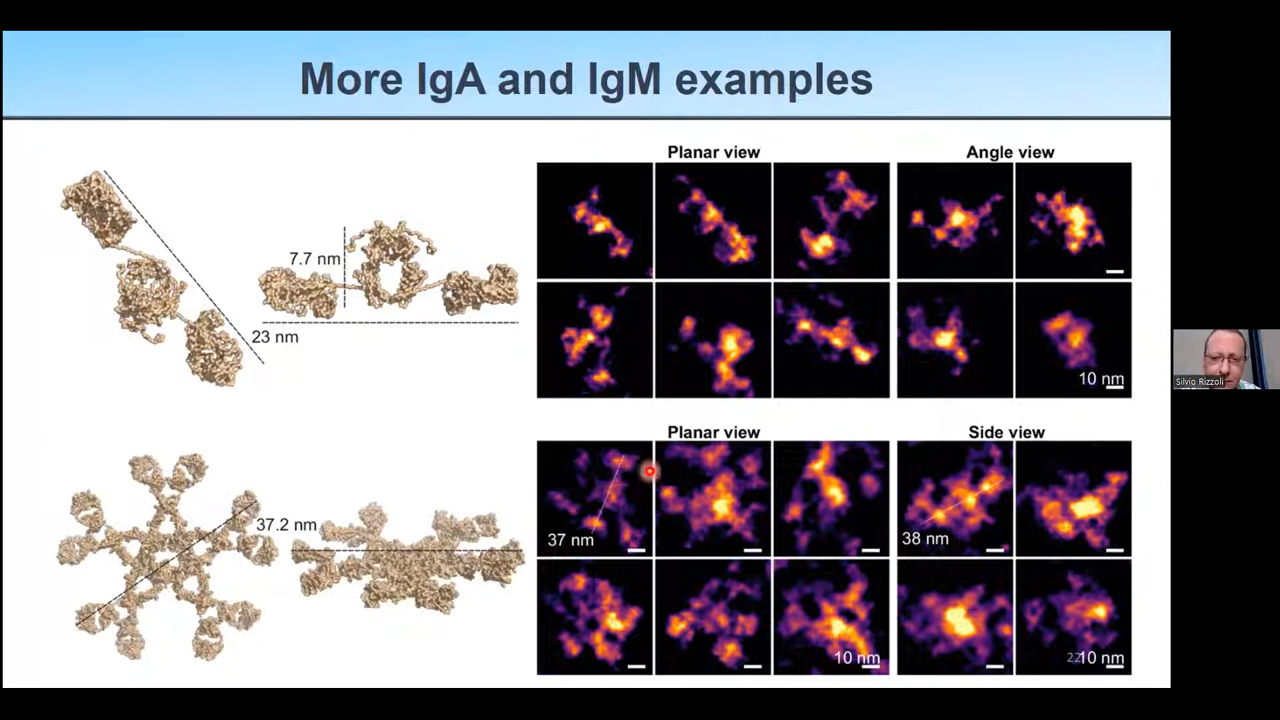 More IgA and IgM examples
Planar view
Angle view
7.7 nm
23 nm
10 nm
Planar view
Side view
37.2 nm
37 nm
38 nm
10 nm
22
10 nm
Silvio Rizzoli